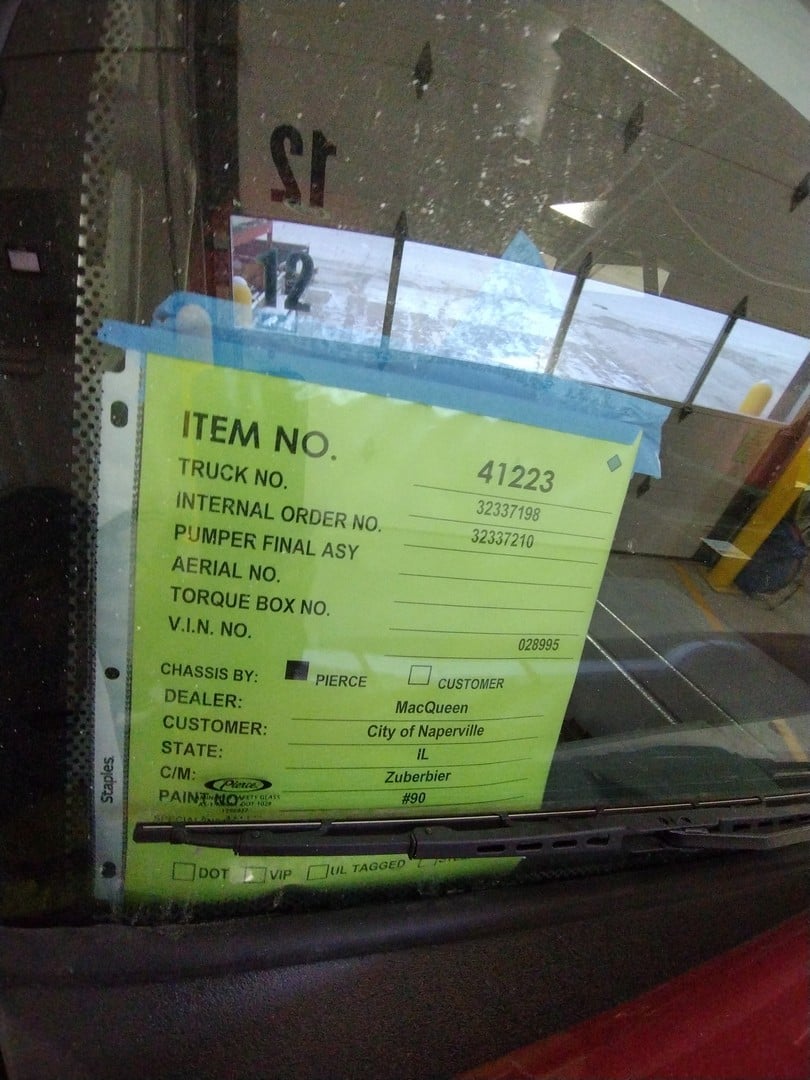 12
12
ITEM NO. 41223
TRUCK NO. 32337198
INTERNAL ORDER NO. 32337210
PUMPER FINAL ASY
AERIAL NO.
TORQUE BOX NO.
V.I.N. NO. 028995
CHASSIS BY: PIERCE CUSTOMER
DEALER: MacQueen
CUSTOMER: City of Naperville
STATE: IL
C/M: Zuberbier
Pierce
PAINT NO. #90
DOT VIP UL TAGGED
Staples